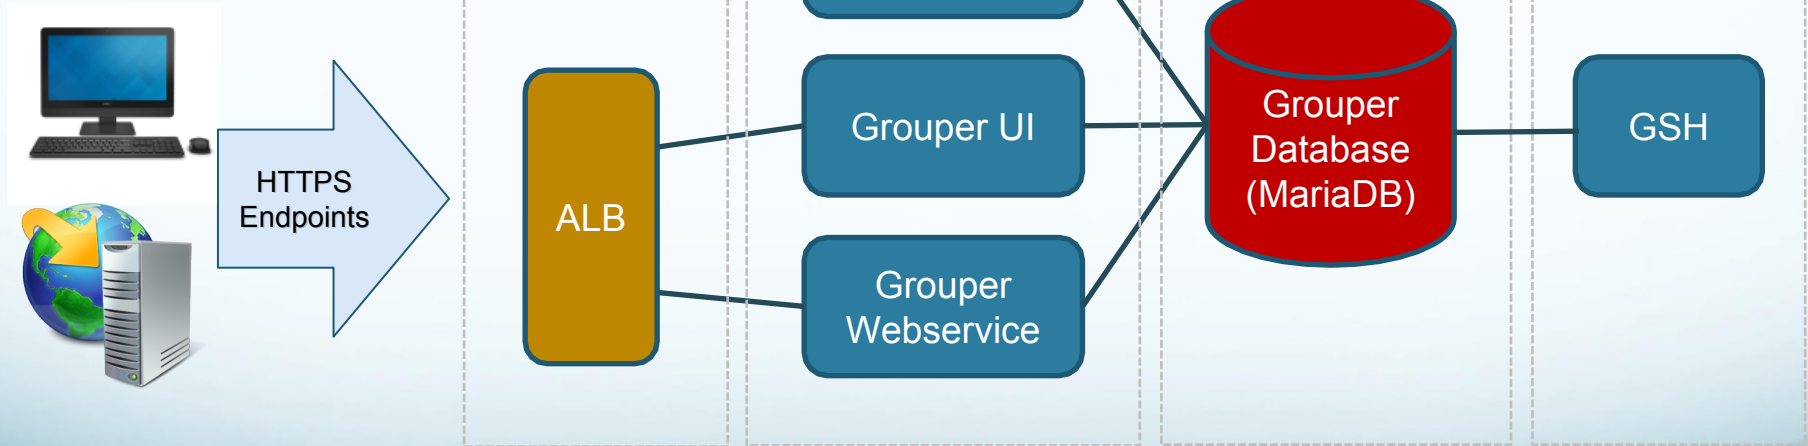 HTTPS
Endpoints
ALB
Grouper UI
Grouper
Webservice
Grouper
Database
(MariaDB)
GSH